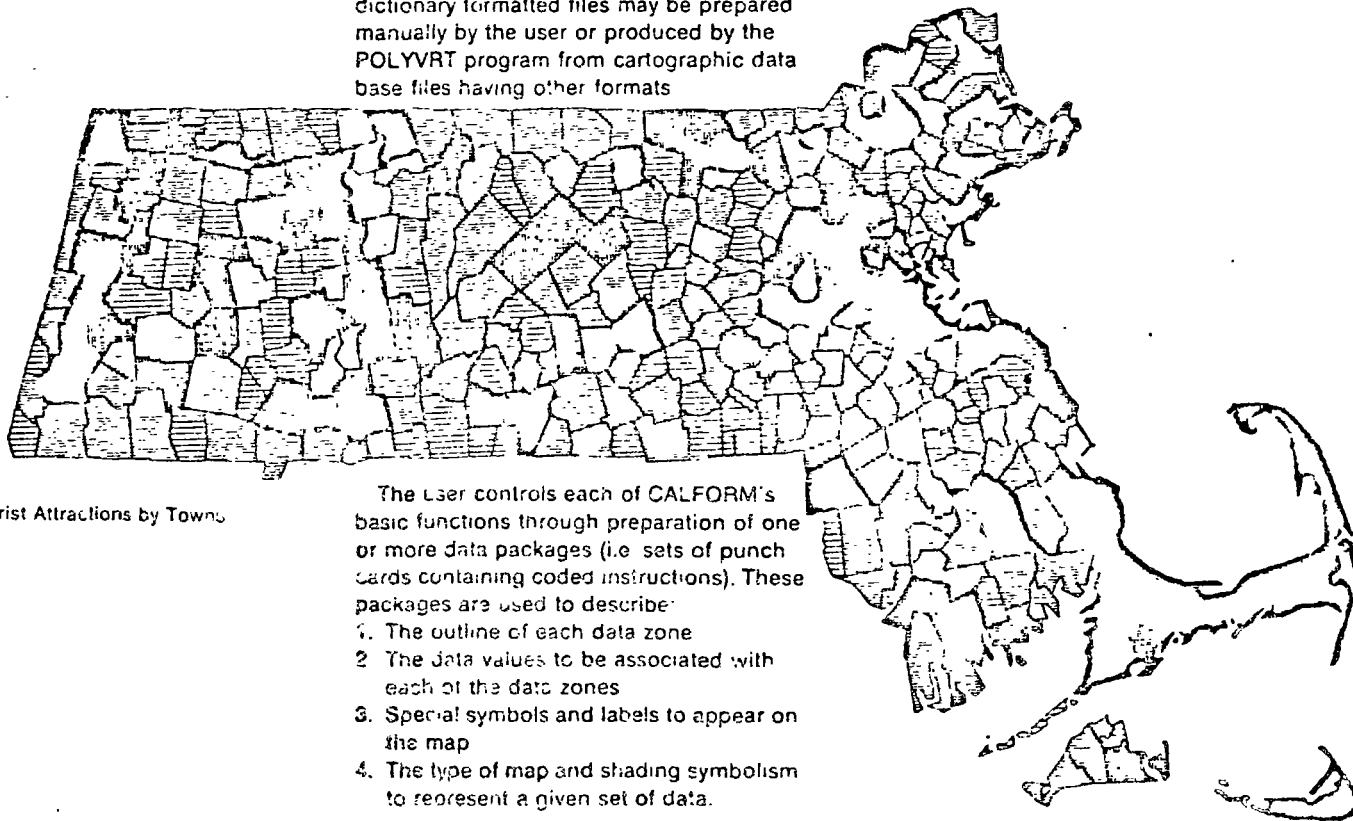 dictionary formatted files may be prepared
manually by the user or produced by the
POLYVRT program from cartographic data
base files having other formats
rist Attractions by Towns
The user controls each of CALFORM's
basic functions through preparation of one
or more data packages (i.e. sets of punch
cards containing coded instructions). These
packages are used to describe:
1. The outline of each data zone
2 The data values to be associated with
each of the data zones
3. Special symbols and labels to appear on
the map
4. The type of map and shading symbolism
to represent a given set of data.